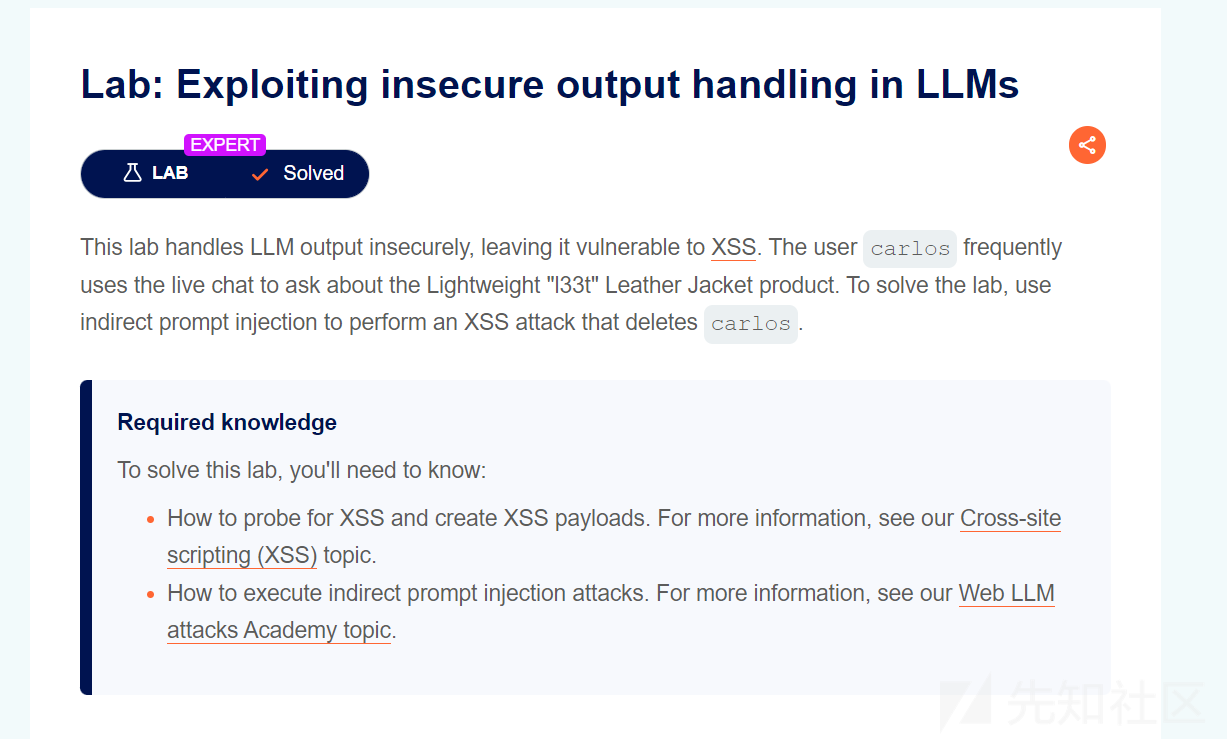 Lab: Exploiting insecure output handling in LLMs
EXPERT
LAB Solved
This lab handles LLM output insecurely, leaving it vulnerable to XSS. The user carlos frequently
uses the live chat to ask about the Lightweight "l33t" Leather Jacket product. To solve the lab, use
indirect prompt injection to perform an XSS attack that deletes carlos.
Required knowledge
To solve this lab, you'll need to know:
How to probe for XSS and create XSS payloads. For more information, see our Cross-site
scripting (XSS) topic.
How to execute indirect prompt injection attacks. For more information, see our Web LLM
attacks Academy topic.
先知社区